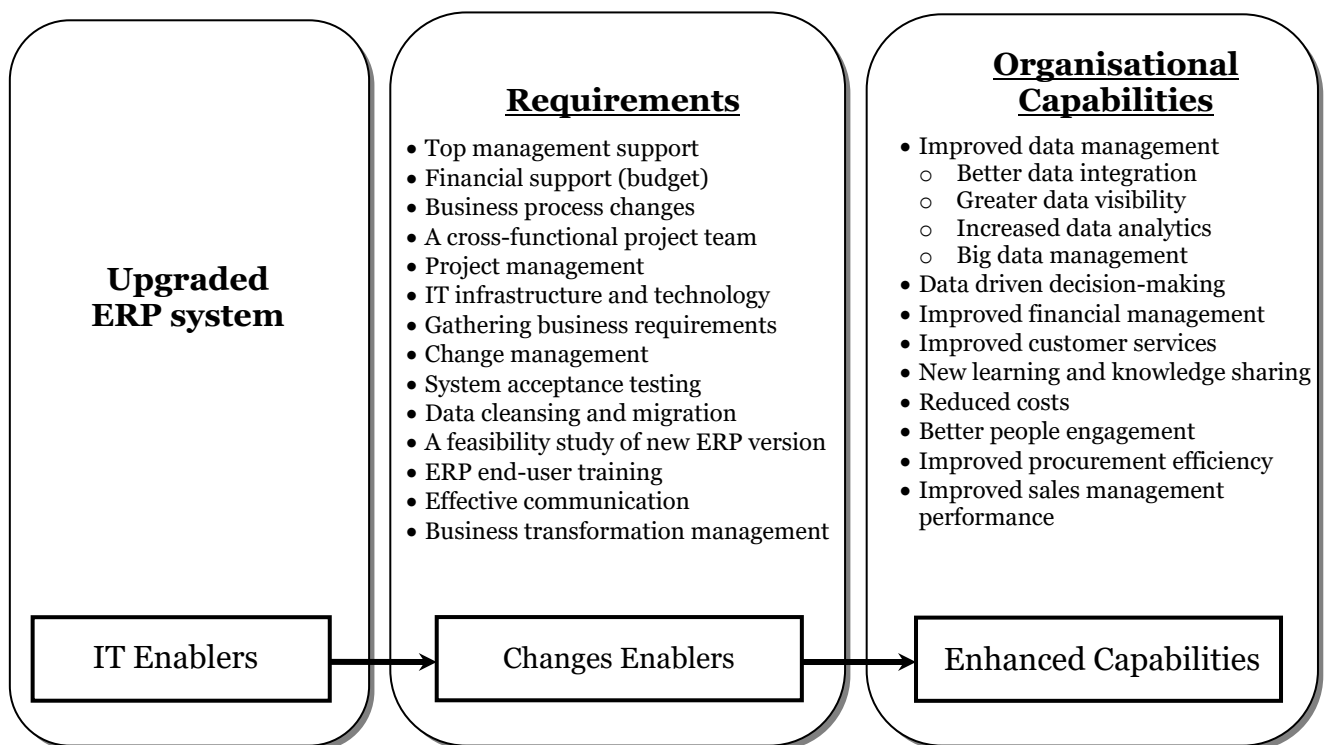 Upgraded
ERP system
IT Enablers
Requirements
• Top management support
• Financial support (budget)
• Business process changes
• A cross-functional project team
• Project management
• IT infrastructure and technology
• Gathering business requirements
• Change management
• System acceptance testing
• Data cleansing and migration
• A feasibility study of new ERP version
• ERP end-user training
• Effective communication
• Business transformation management
Changes Enablers
Organisational
Capabilities
• Improved data management
o Better data integration
o Greater data visibility
o Increased data analytics
o Big data management
• Data driven decision-making
• Improved financial management
• Improved customer services
• New learning and knowledge sharing
• Reduced costs
• Better people engagement
• Improved procurement efficiency
• Improved sales management
performance
Enhanced Capabilities